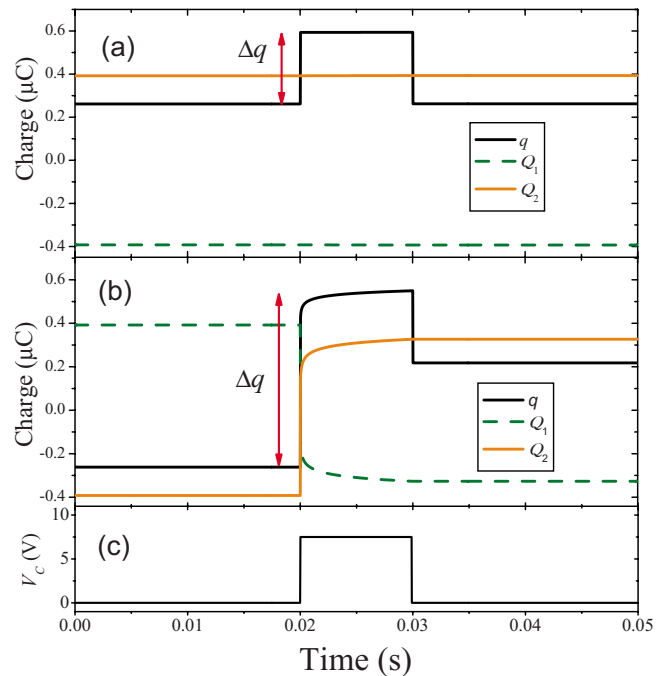 (a)
Δq
Charge (μC)
0.6
0.4
0.2
0.0
-0.2
-0.4
q
Q₁
Q₂
(b)
Δq
Charge (μC)
0.6
0.4
0.2
0.0
-0.2
-0.4
q
Q₁
Q₂
(c)
V_C (V)
10
5
0
0.00 0.01 0.02 0.03 0.04 0.05
Time (s)